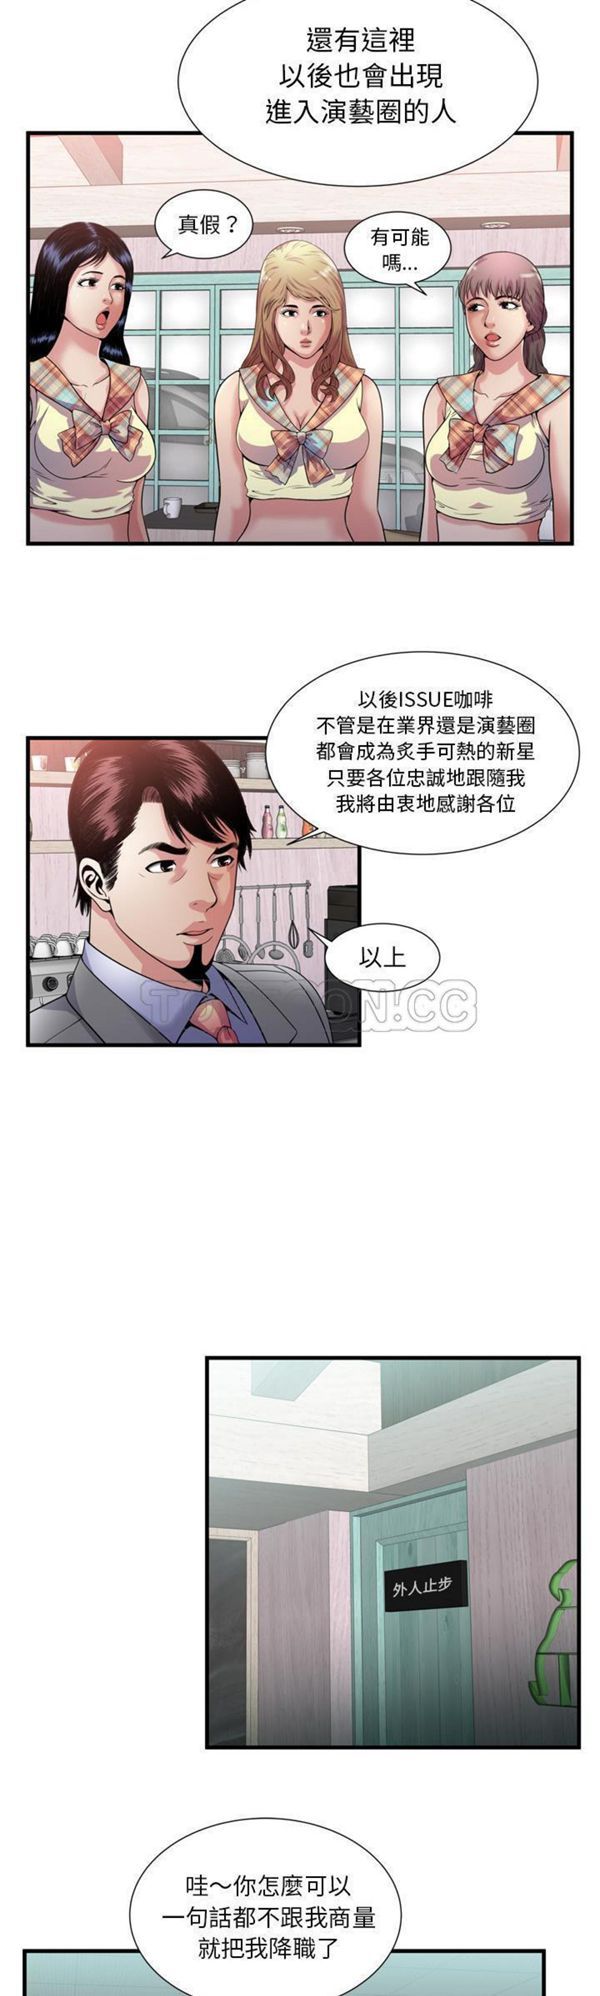 還有這裡
以後也會出現
進入演藝圈的人
真假？
有可能
嗎...
以後ISSUE咖啡
不管是在業界還是演藝圈
都會成為炙手可熱的新星
只要各位忠誠地跟隨我
我將由衷地感謝各位
以上
TOPTOON.CC
外人止步
哇～你怎麼可以
一句話都不跟我商量
就把我降職了